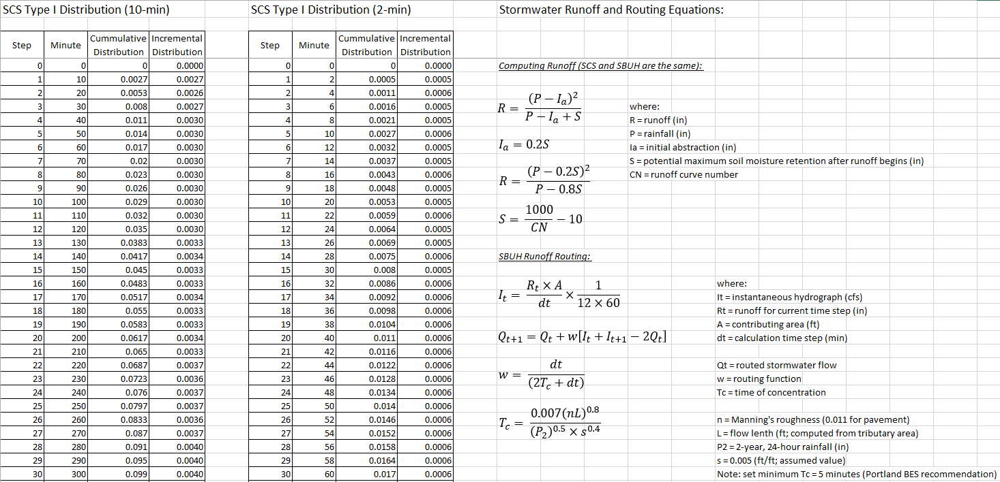 SCS Type I Distribution (10-min)
Step Minute Cummulative Distribution Incremental Distribution
0 0 0 0.0000
1 10 0.0027 0.0027
2 20 0.0053 0.0026
3 30 0.008 0.0027
4 40 0.011 0.0030
5 50 0.014 0.0030
6 60 0.017 0.0030
7 70 0.02 0.0030
8 80 0.023 0.0030
9 90 0.026 0.0030
10 100 0.029 0.0030
11 110 0.032 0.0030
12 120 0.035 0.0030
13 130 0.0383 0.0033
14 140 0.0417 0.0034
15 150 0.045 0.0033
16 160 0.0483 0.0033
17 170 0.0517 0.0034
18 180 0.055 0.0033
19 190 0.0583 0.0033
20 200 0.0617 0.0034
21 210 0.065 0.0033
22 220 0.0687 0.0037
23 230 0.0723 0.0036
24 240 0.076 0.0037
25 250 0.0797 0.0037
26 260 0.0833 0.0036
27 270 0.087 0.0037
28 280 0.091 0.0040
29 290 0.095 0.0040
30 300 0.099 0.0040
SCS Type I Distribution (2-min)
Step Minute Cummulative Distribution Incremental Distribution
0 0 0 0.0000
1 2 0.0005 0.0005
2 4 0.0011 0.0006
3 6 0.0016 0.0005
4 8 0.0021 0.0005
5 10 0.0027 0.0006
6 12 0.0032 0.0005
7 14 0.0037 0.0005
8 16 0.0043 0.0006
9 18 0.0048 0.0005
10 20 0.0053 0.0005
11 22 0.0059 0.0006
12 24 0.0064 0.0005
13 26 0.0069 0.0005
14 28 0.0075 0.0006
15 30 0.008 0.0005
16 32 0.0086 0.0006
17 34 0.0092 0.0006
18 36 0.0098 0.0006
19 38 0.0104 0.0006
20 40 0.011 0.0006
21 42 0.0116 0.0006
22 44 0.0122 0.0006
23 46 0.0128 0.0006
24 48 0.0134 0.0006
25 50 0.014 0.0006
26 52 0.0146 0.0006
27 54 0.0152 0.0006
28 56 0.0158 0.0006
29 58 0.0164 0.0006
30 60 0.017 0.0006
Stormwater Runoff and Routing Equations:
Computing Runoff (SCS and SBUH are the same):
R = (P − Iₐ)² / P − Iₐ + S
Iₐ = 0.2S
R = (P − 0.2S)² / P − 0.8S
S = 1000 / CN − 10
where:
R = runoff (in)
P = rainfall (in)
Ia = initial abstraction (in)
S = potential maximum soil moisture retention after runoff begins (in)
CN = runoff curve number
SBUH Runoff Routing:
Iₜ = Rₜ × A / dt × 1 / 12 × 60
Qₜ₊₁ = Qₜ + w[Iₜ + Iₜ₊₁ − 2Qₜ]
w = dt / (2T_c + dt)
T_c = 0.007(nL)^0.8 / (P₂)^0.5 × s^0.4
where:
It = instantaneous hydrograph (cfs)
Rt = runoff for current time step (in)
A = contributing area (ft)
dt = calculation time step (min)
Qt = routed stormwater flow
w = routing function
Tc = time of concentration
n = Manning's roughness (0.011 for pavement)
L = flow lenth (ft; computed from tributary area)
P2 = 2-year, 24-hour rainfall (in)
s = 0.005 (ft/ft; assumed value)
Note: set minimum Tc = 5 minutes (Portland BES recommendation)